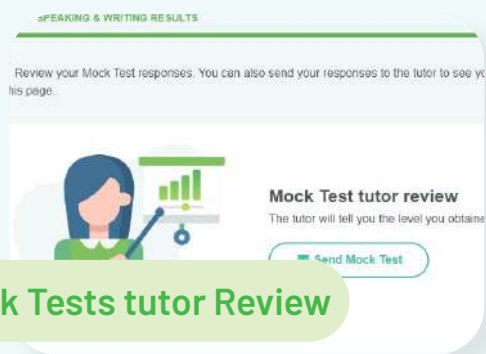 SPEAKING & WRITING RESULTS
Review your Mock Test responses. You can also send your responses to the tutor to see
his page.
Mock Test tutor review
The tutor will tell you the level you obtaine
Send Mock Test
k Tests tutor Review